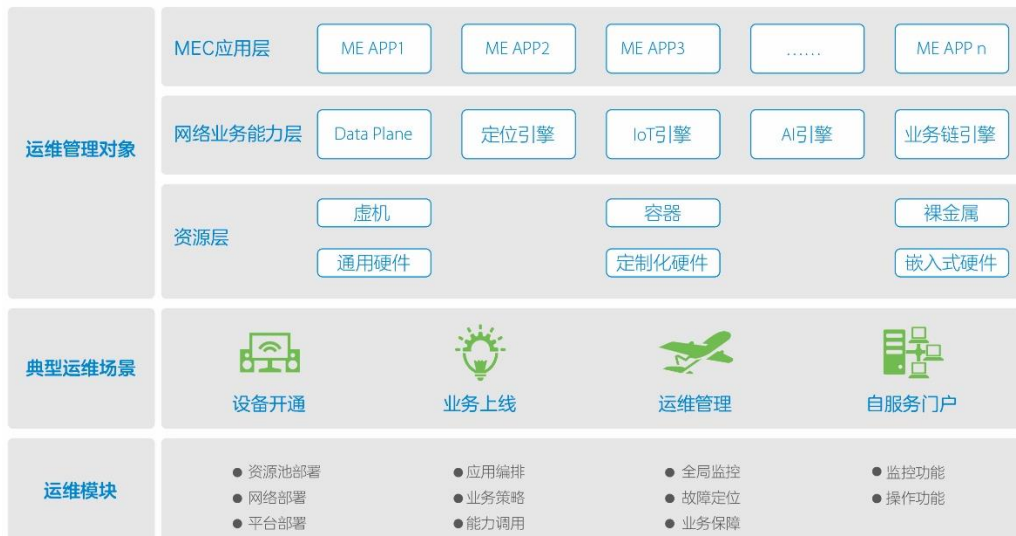 运维管理对象
MEC应用层
ME APP1
ME APP2
ME APP3
......
ME APP n
网络业务能力层
Data Plane
定位引擎
IoT引擎
AI引擎
业务链引擎
资源层
虚机
容器
裸金属
通用硬件
定制化硬件
嵌入式硬件
典型运维场景
设备开通
业务上线
运维管理
自服务门户
运维模块
● 资源池部署
● 网络部署
● 平台部署
● 应用编排
● 业务策略
● 能力调用
● 全局监控
● 故障定位
● 业务保障
● 监控功能
● 操作功能